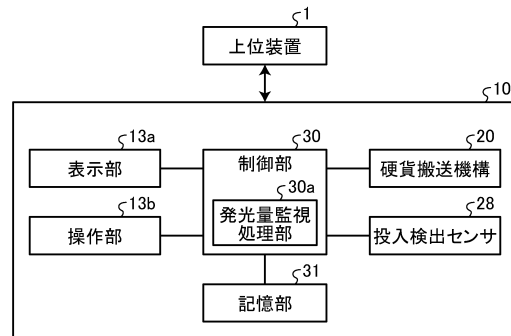 1
上位装置
10
13a
表示部
30
制御部
30a
発光量監視
処理部
20
硬貨搬送機構
13b
操作部
28
投入検出センサ
31
記憶部